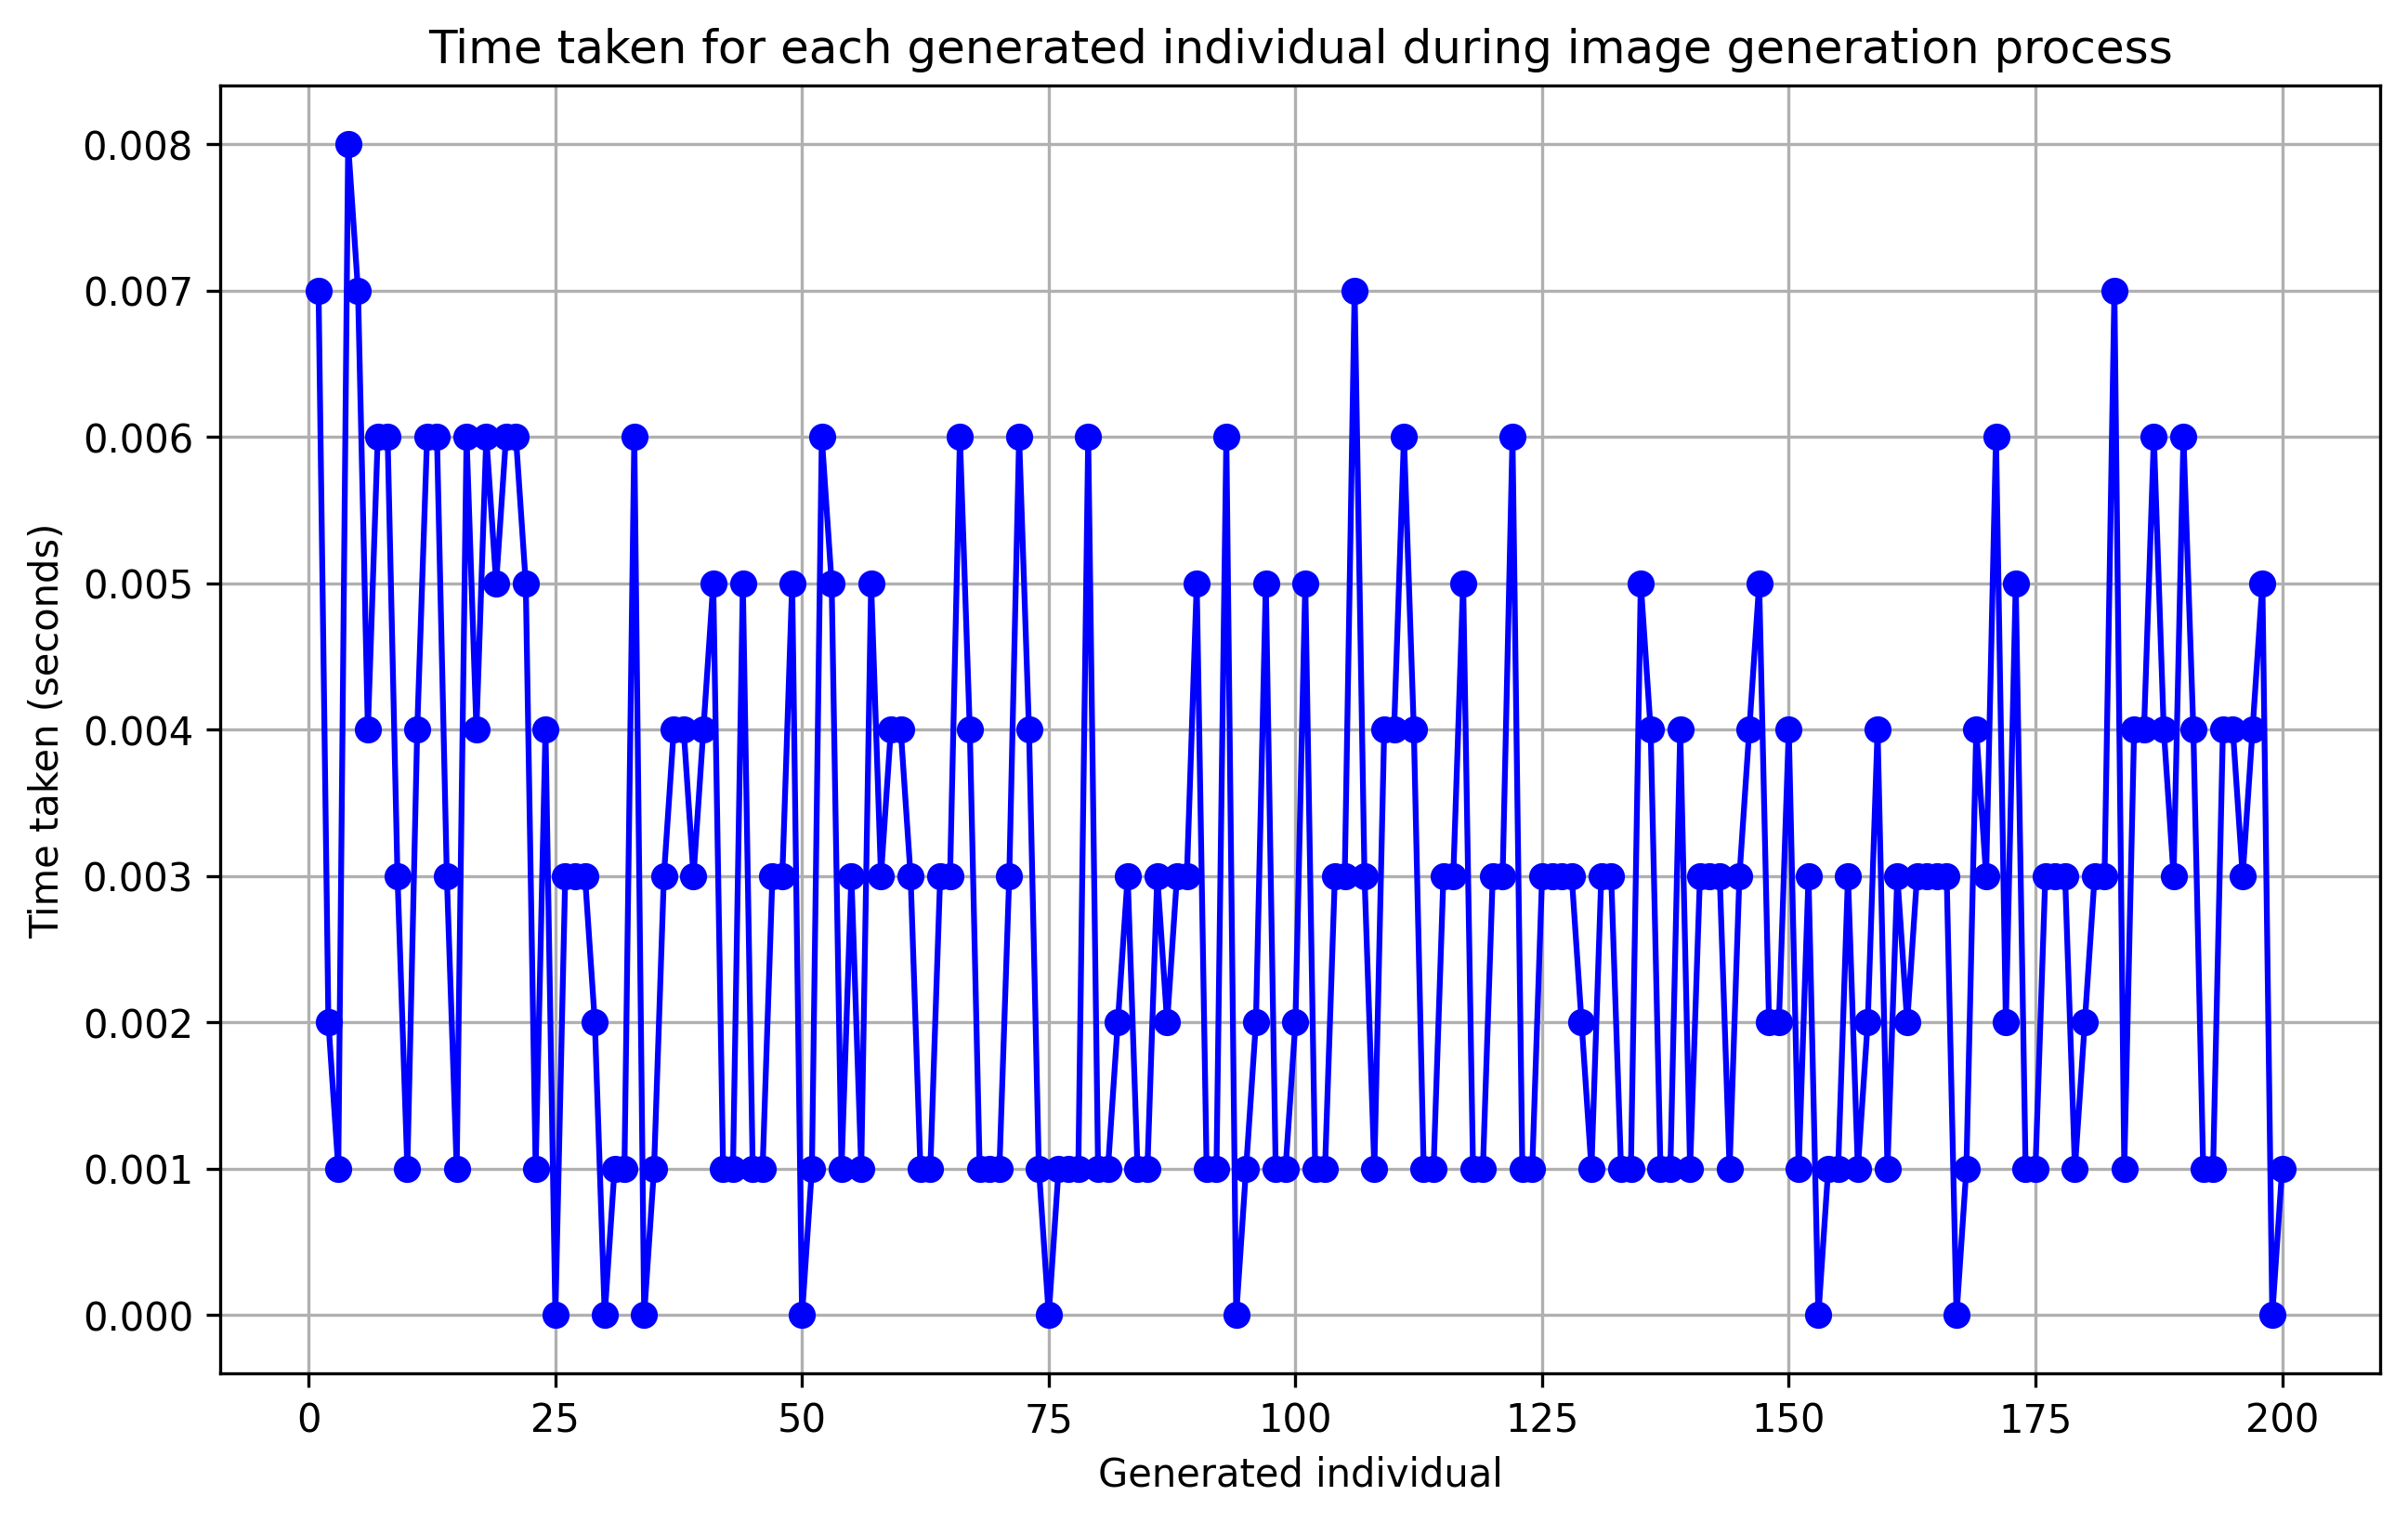 Time taken for each generated individual during image generation process
0.008
0.007
0.006
0.005
0.004
0.003
0.002
0.001
0.000
Time taken (seconds)
0 25 50 75 100 125 150 175 200
Generated individual